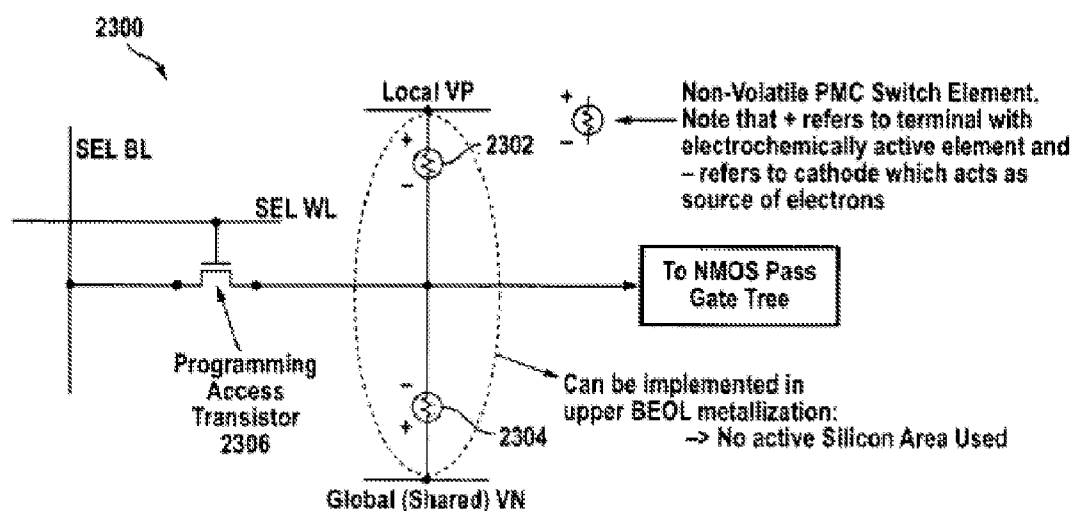 2300
Local VP
+
−
Non-Volatile PMC Switch Element.
Note that + refers to terminal with
electrochemically active element and
– refers to cathode which acts as
source of electrons
SEL BL
+
−
2302
SEL WL
To NMOS Pass
Gate Tree
Programming
Access
Transistor
2306
−
+
2304
Can be implemented in
upper BEOL metallization:
–> No active Silicon Area Used
Global (Shared) VN